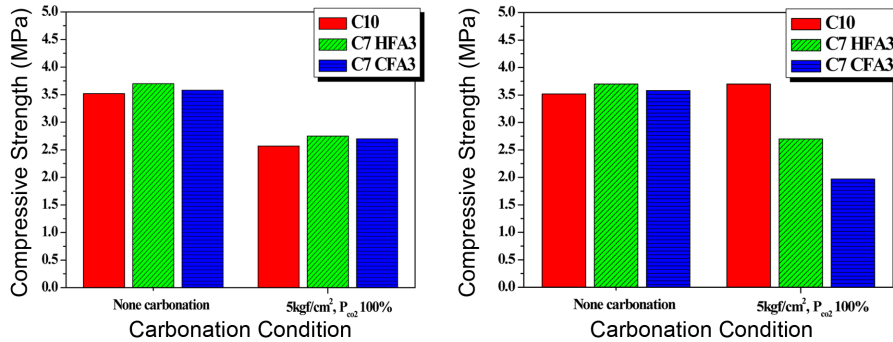 Compressive Strength (MPa)
5.0
4.5
4.0
3.5
3.0
2.5
2.0
1.5
1.0
0.5
0.0
C10
C7 HFA3
C7 CFA3
None carbonation
5kgf/cm², P_co2 100%
Carbonation Condition
Compressive Strength (MPa)
5.0
4.5
4.0
3.5
3.0
2.5
2.0
1.5
1.0
0.5
0.0
C10
C7 HFA3
C7 CFA3
None carbonation
5kgf/cm², P_co2 100%
Carbonation Condition